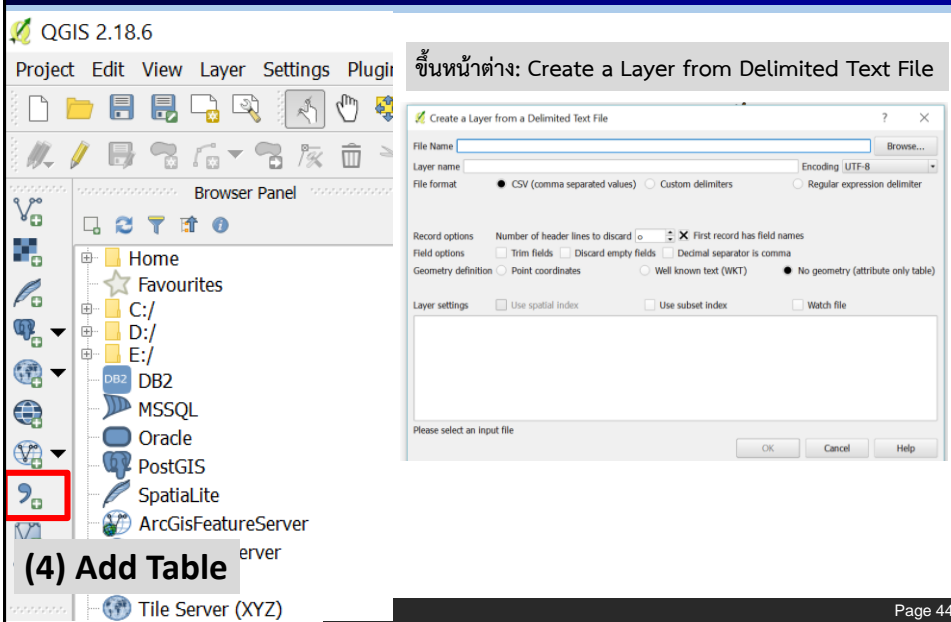 QGIS 2.18.6
Project Edit View Layer Settings Plugin
Browser Panel
Home
Favourites
C:/
D:/
E:/
DB2 DB2
MSSQL
Oracle
PostGIS
SpatiaLite
ArcGisFeatureServer
erver
(4) Add Table
Tile Server (XYZ)
ขึ้นหน้าต่าง: Create a Layer from Delimited Text File
Create a Layer from a Delimited Text File ? ×
File Name Browse...
Layer name Encoding UTF-8
File format CSV (comma separated values) Custom delimiters Regular expression delimiter
Record options Number of header lines to discard 0 First record has field names
Field options Trim fields Discard empty fields Decimal separator is comma
Geometry definition Point coordinates Well known text (WKT) No geometry (attribute only table)
Layer settings Use spatial index Use subset index Watch file
Please select an input file
OK Cancel Help
Page 44